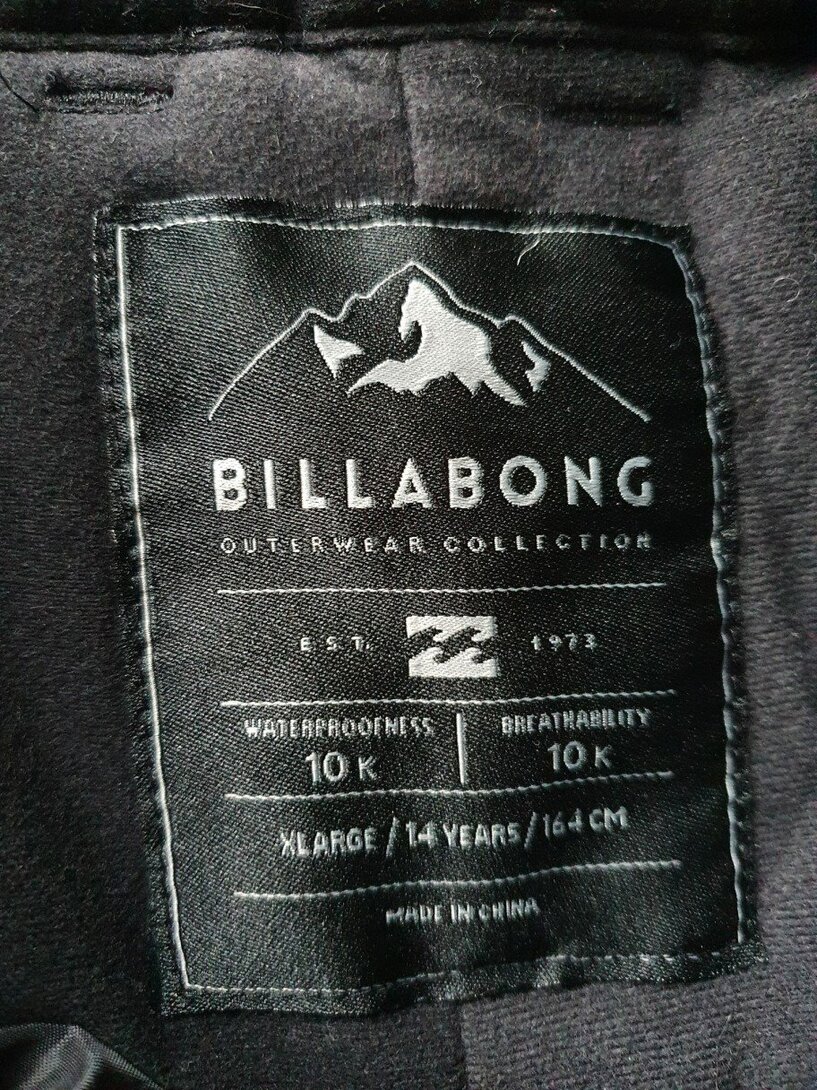 BILLABONG
OUTERWEAR COLLECTION
EST. 1973
WATERPROOFNESS BREATHABILITY
10K 10K
XLARGE / 14 YEARS / 164 CM
MADE IN CHINA